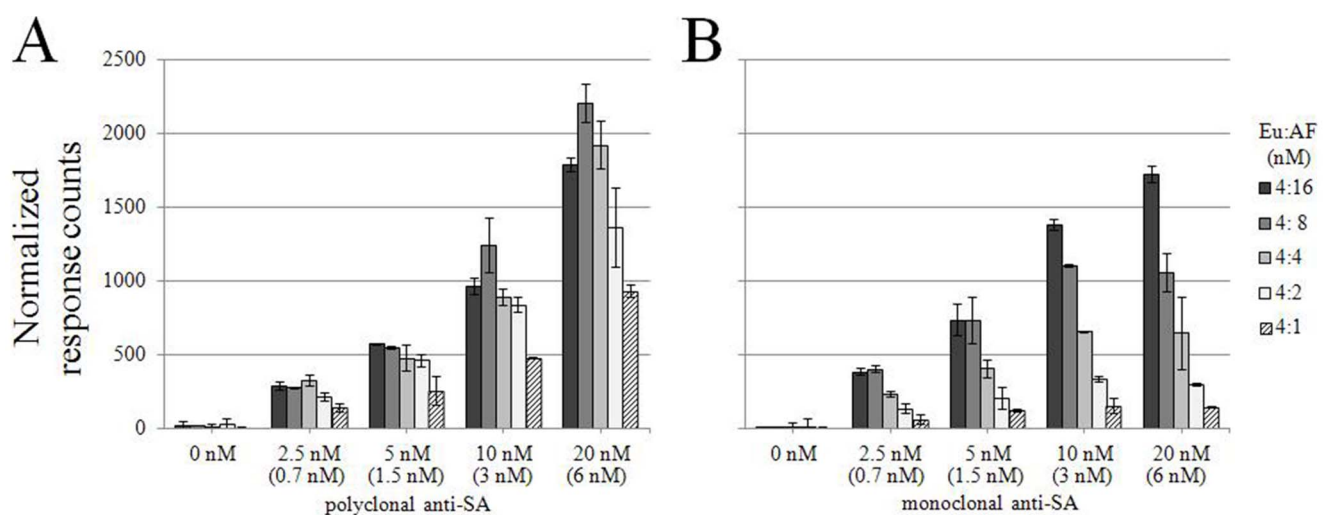 A
B
Normalized
response counts
2500
2000
1500
1000
500
0
0 nM
2.5 nM
(0.7 nM)
5 nM
(1.5 nM)
10 nM
(3 nM)
20 nM
(6 nM)
polyclonal anti-SA
0 nM
2.5 nM
(0.7 nM)
5 nM
(1.5 nM)
10 nM
(3 nM)
20 nM
(6 nM)
monoclonal anti-SA
Eu:AF
(nM)
4:16
4: 8
4:4
4:2
4:1